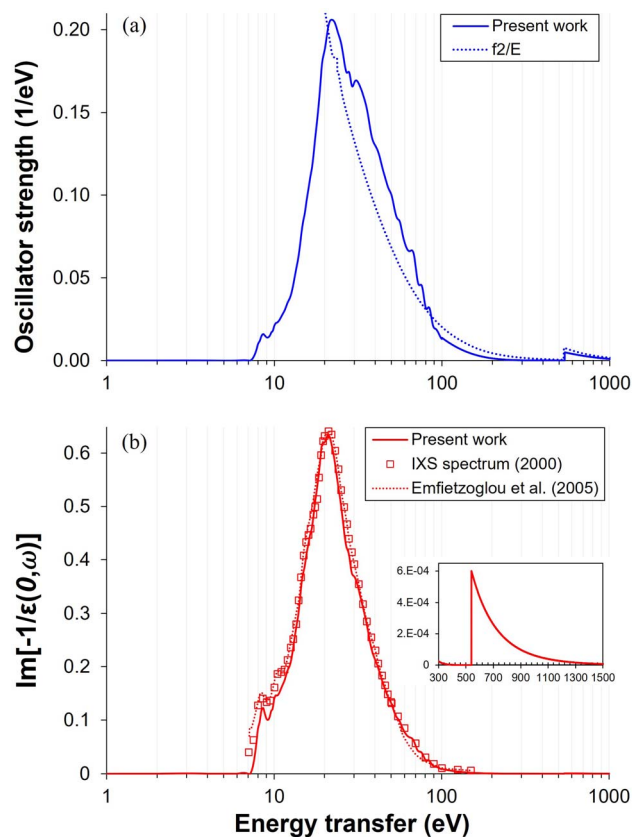 (a)
Present work
f2/E
Oscillator strength (1/eV)
0.20
0.15
0.10
0.05
0.00
1
10
100
1000
(b)
Present work
IXS spectrum (2000)
Emfietzoglou et al. (2005)
Im[-1/ε(0,ω)]
0.6
0.5
0.4
0.3
0.2
0.1
0
6.E-04
4.E-04
2.E-04
0
300 500 700 900 1100 1300 1500
1
10
100
1000
Energy transfer (eV)